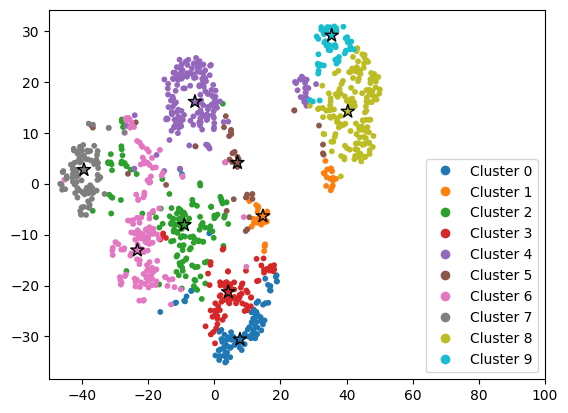 30
20
10
0
−10
−20
−30
−40
−20
0
20
40
60
80
100
Cluster 0
Cluster 1
Cluster 2
Cluster 3
Cluster 4
Cluster 5
Cluster 6
Cluster 7
Cluster 8
Cluster 9